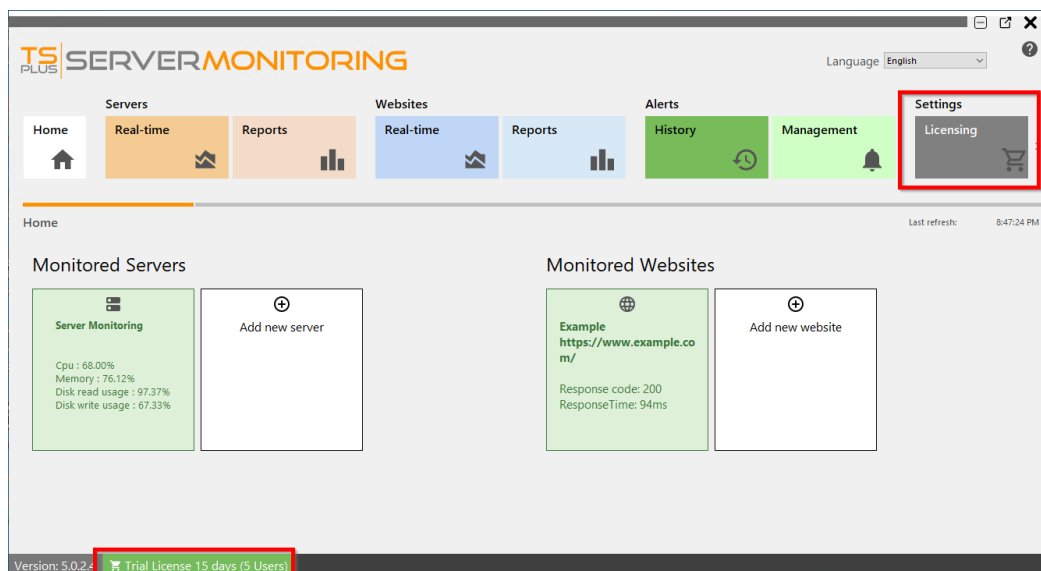 TS PLUS SERVERMONITORING
Language English
Servers
Websites
Alerts
Settings
Home
Real-time
Reports
Real-time
Reports
History
Management
Licensing
Home
Last refresh: 8:47:24 PM
Monitored Servers
Monitored Websites
Server Monitoring
Cpu : 68.00%
Memory : 76.12%
Disk read usage : 97.37%
Disk write usage : 67.33%
Add new server
Example
https://www.example.co
m/
Response code: 200
ResponseTime: 94ms
Add new website
Version: 5.0.2.4
Trial License 15 days (5 Users)